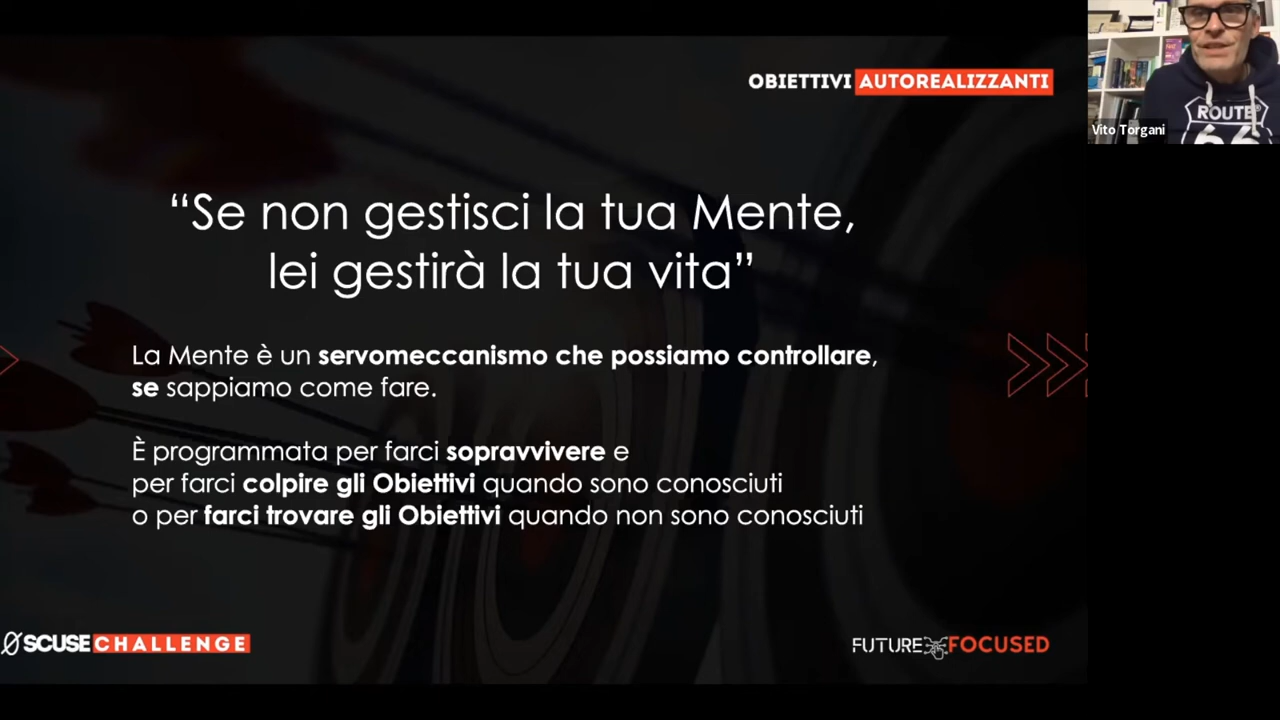 OBIETTIVI AUTOREALIZZANTI
Vito Torgani
ROUTE
66
“Se non gestisci la tua Mente,
lei gestirà la tua vita”
La Mente è un servomeccanismo che possiamo controllare,
se sappiamo come fare.
È programmata per farci sopravvivere e
per farci colpire gli Obiettivi quando sono conosciuti
o per farci trovare gli Obiettivi quando non sono conosciuti
ØSCUSE CHALLENGE
FUTURE FOCUSED